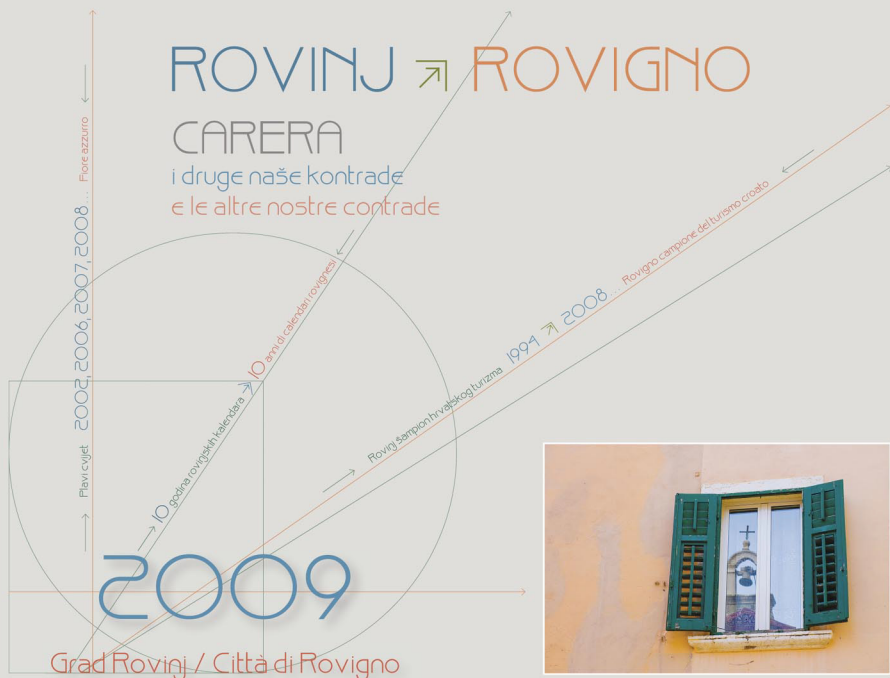 ROVINJ ROVIGNO
CARERA
i druge naše kontrade
e le altre nostre contrade
Plavi cvijet 2002, 2006, 2007, 2008... Fiore azzurro
10 godina rovinjskih kalendara 10 anni di calendari rovignesi
Rovinj šampion hrvatskog turizma 1994 2008... Rovigno campione del turismo croato
2009
Grad Rovinj / Città di Rovigno